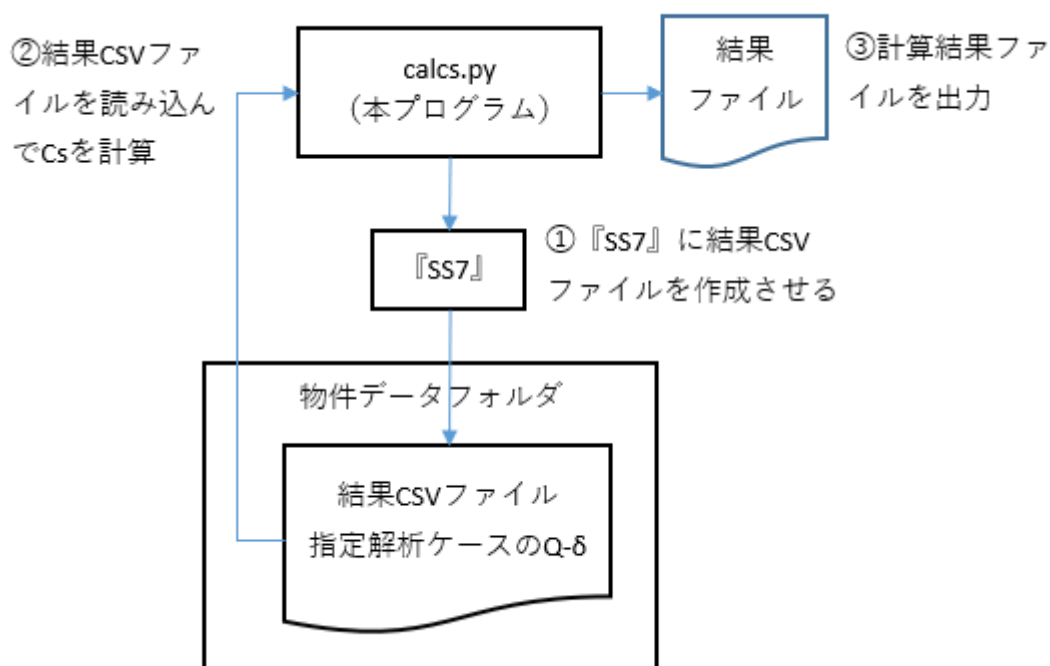 ②結果CSVファ
イルを読み込ん
でCsを計算
calcs.py
（本プログラム）
結果
ファイル
③計算結果ファ
イルを出力
『SS7』
①『SS7』に結果CSV
ファイルを作成させる
物件データフォルダ
結果CSVファイル
指定解析ケースのQ-δ